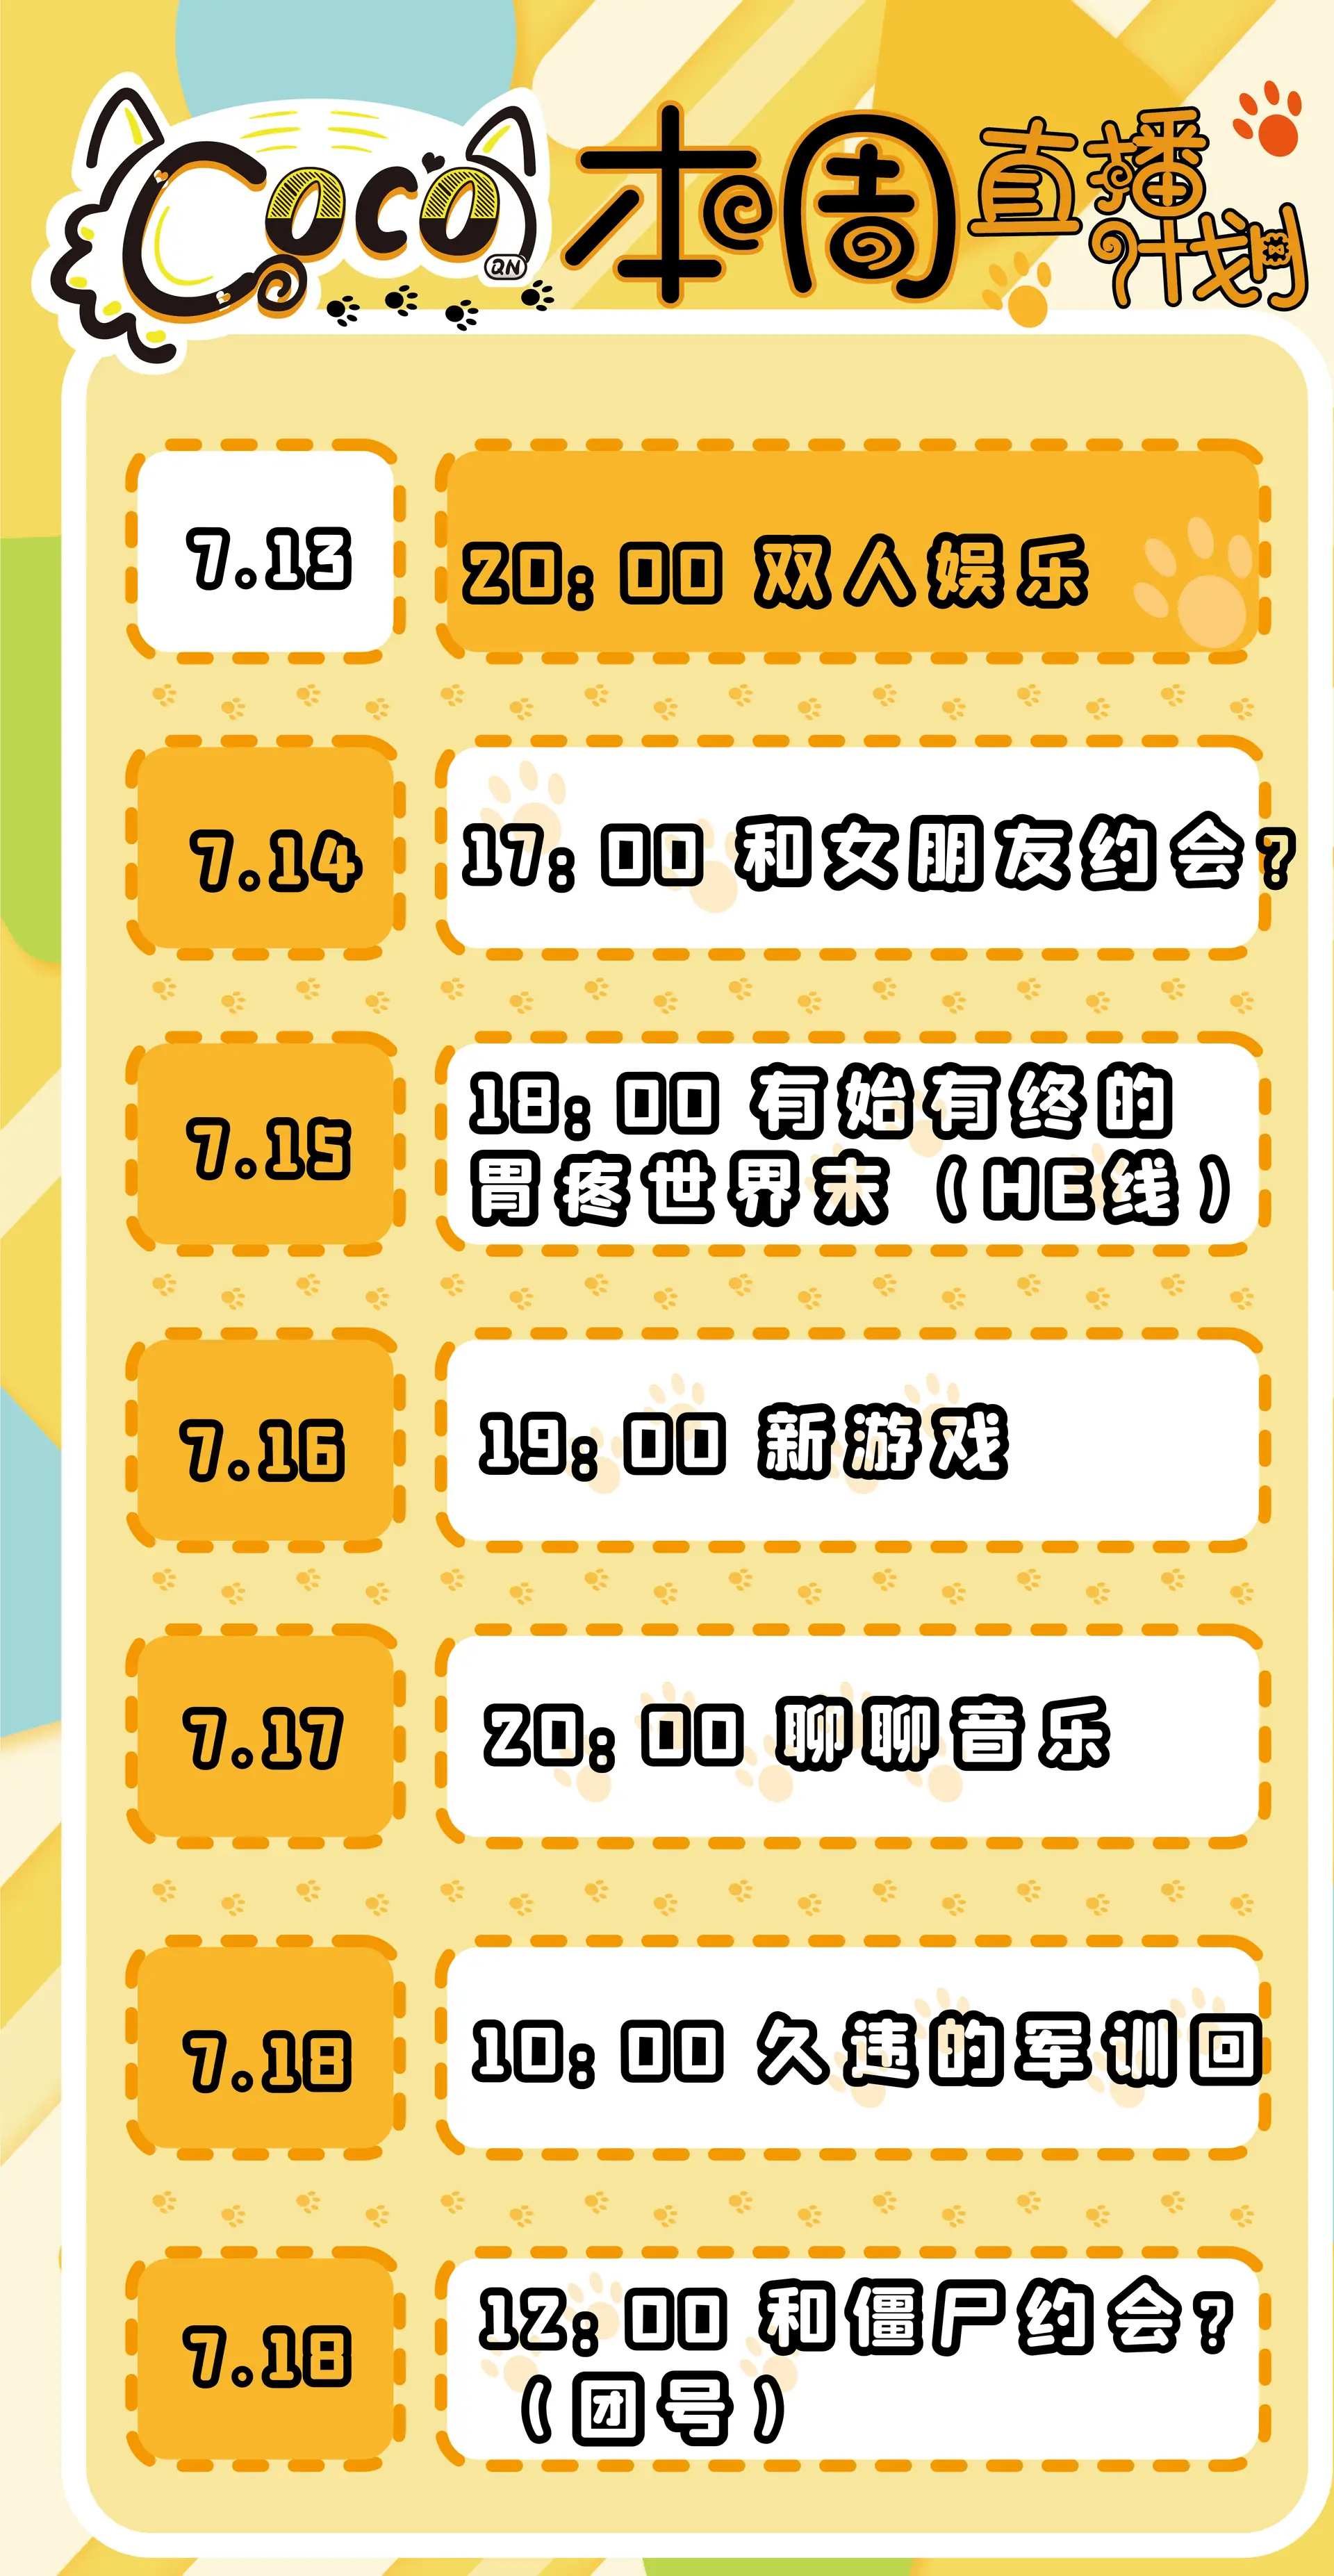 Coco
QN
本周直播计划
7.13
20：00 双人娱乐
7.14
17：00 和女朋友约会？
7.15
18：00 有始有终的
胃疼世界末（HE线）
7.16
19：00 新游戏
7.17
20：00 聊聊音乐
7.18
10：00 久违的军训回
7.18
12：00 和僵尸约会？
（团号）